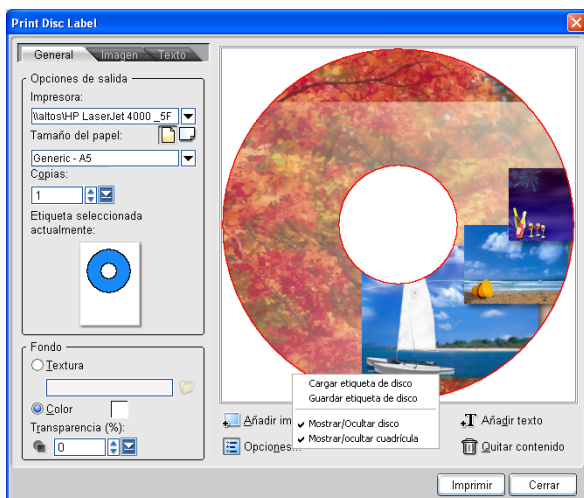 Print Disc Label
General
Imagen
Texto
Opciones de salida
Impresora:
\\altos\HP LaserJet 4000 _5F
Tamaño del papel:
Generic - A5
Copias:
1
Etiqueta seleccionada
actualmente:
Fondo
Textura
Color
Transparencia (%):
0
Cargar etiqueta de disco
Guardar etiqueta de disco
Mostrar/Ocultar disco
Mostrar/ocultar cuadrícula
Añadir im
Añadir texto
Opciones...
Quitar contenido
Imprimir
Cerrar